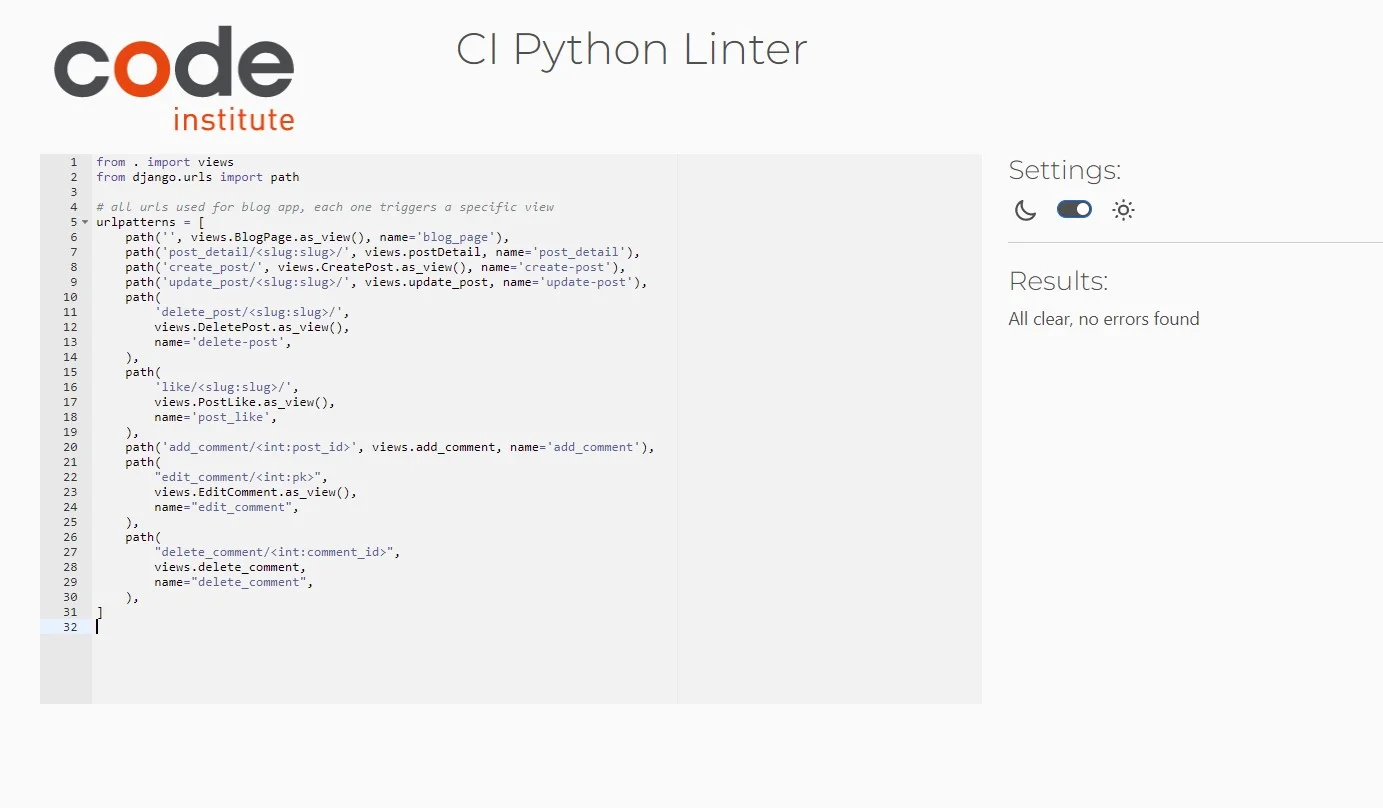 code
institute
CI Python Linter
1 from . import views
2 from django.urls import path
3
4 # all urls used for blog app, each one triggers a specific view
5 urlpatterns = [
6     path('', views.BlogPage.as_view(), name='blog_page'),
7     path('post_detail/<slug:slug>/', views.postDetail, name='post_detail'),
8     path('create_post/', views.CreatePost.as_view(), name='create-post'),
9     path('update_post/<slug:slug>/', views.update_post, name='update-post'),
10     path(
11         'delete_post/<slug:slug>/',
12         views.DeletePost.as_view(),
13         name='delete-post',
14     ),
15     path(
16         'like/<slug:slug>/',
17         views.PostLike.as_view(),
18         name='post_like',
19     ),
20     path('add_comment/<int:post_id>', views.add_comment, name='add_comment'),
21     path(
22         "edit_comment/<int:pk>",
23         views.EditComment.as_view(),
24         name="edit_comment",
25     ),
26     path(
27         "delete_comment/<int:comment_id>",
28         views.delete_comment,
29         name="delete_comment",
30     ),
31 ]
32
Settings:
Results:
All clear, no errors found